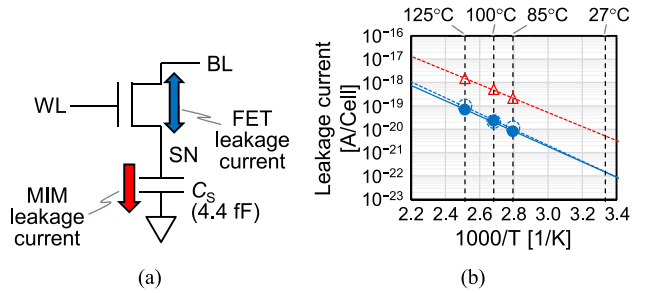 BL
WL
FET
leakage
current
SN
MIM
leakage
current
C_S
(4.4 fF)
(a)
125°C 100°C 85°C 27°C
Leakage current
[A/Cell]
10⁻¹⁶
10⁻¹⁷
10⁻¹⁸
10⁻¹⁹
10⁻²⁰
10⁻²¹
10⁻²²
10⁻²³
2.2 2.4 2.6 2.8 3.0 3.2 3.4
1000/T [1/K]
(b)